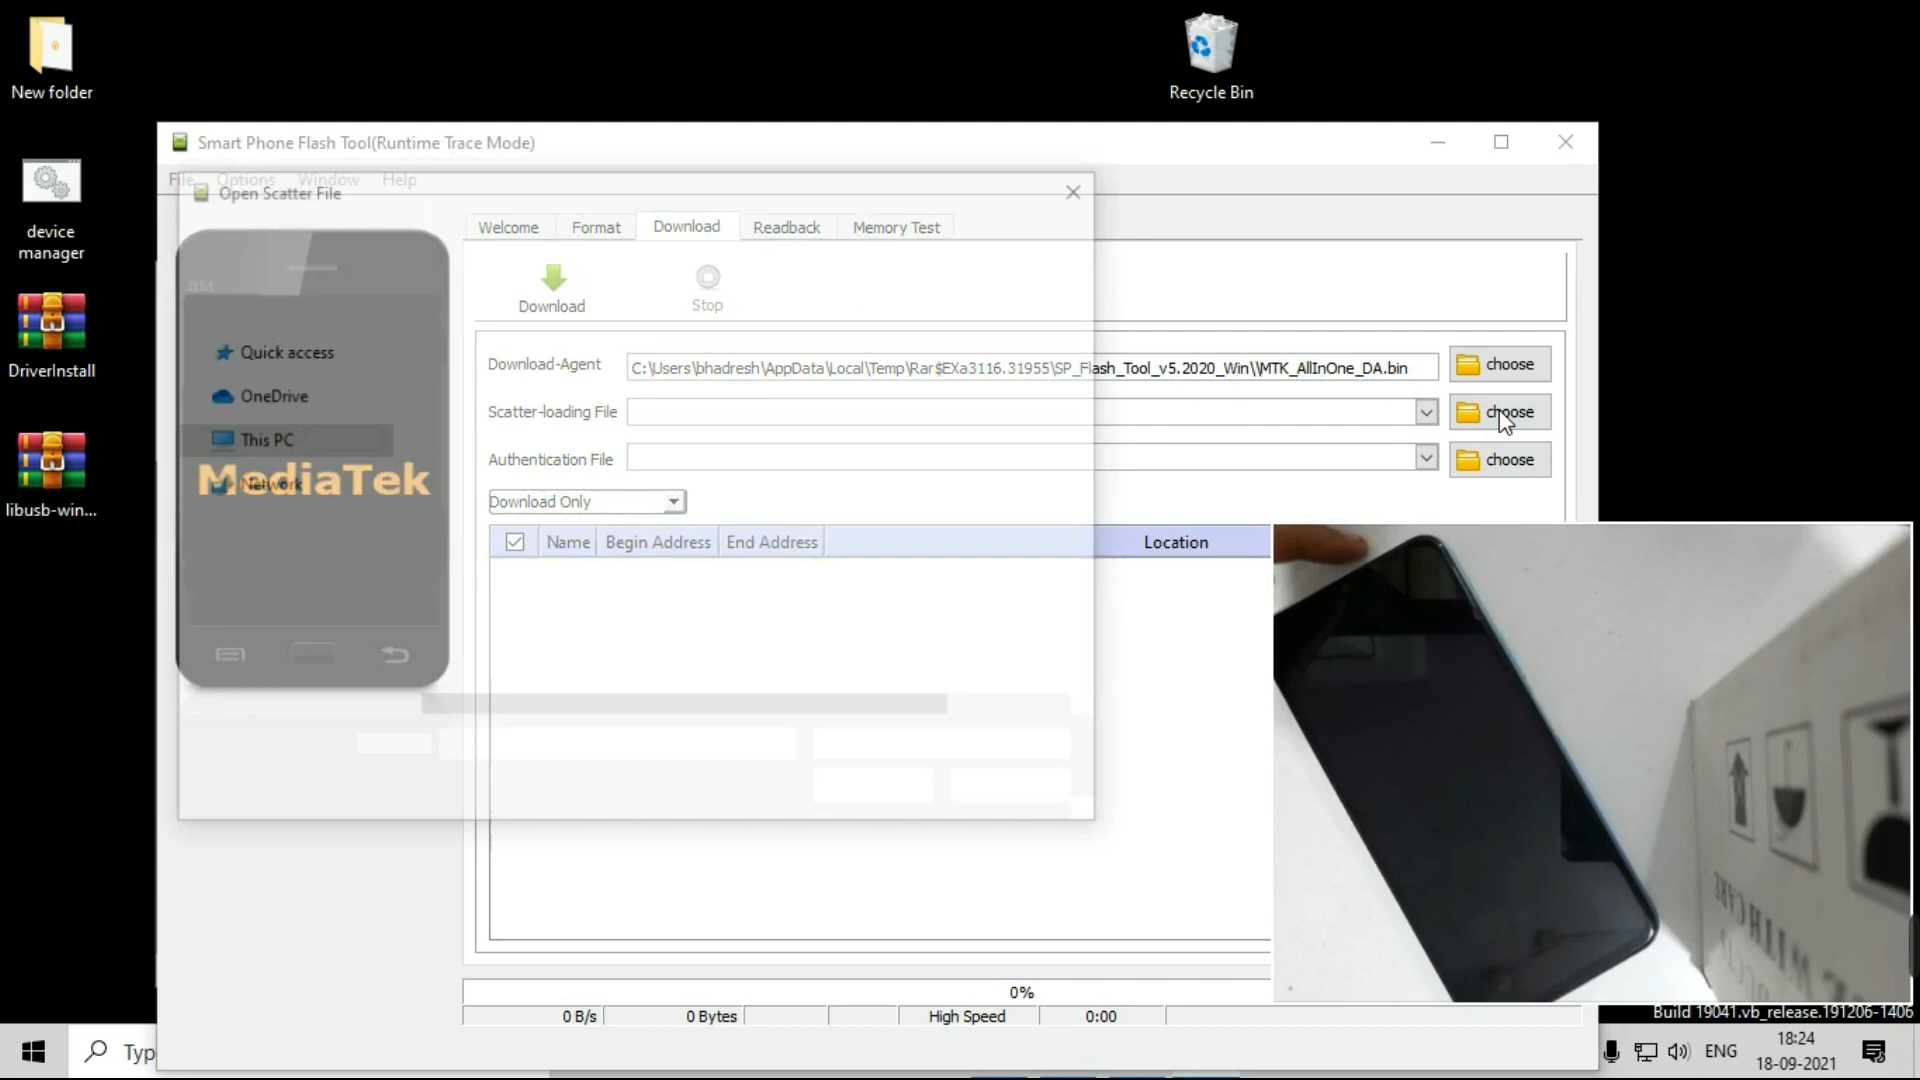 New folder
Recycle Bin
device
manager
DriverInstall
libusb-win...
Smart Phone Flash Tool(Runtime Trace Mode)
File
Options
Window
Help
Open Scatter File
BM
Quick access
OneDrive
This PC
Network
MediaTek
Welcome
Format
Download
Readback
Memory Test
Download
Stop
Download-Agent
C:\Users\bhadresh\AppData\Local\Temp\Rar$EXa3116.31955\SP_Flash_Tool_v5.2020_Win\\MTK_AllInOne_DA.bin
choose
Scatter-loading File
choose
Authentication File
choose
Download Only
Name
Begin Address
End Address
Location
0%
0 B/s
0 Bytes
High Speed
0:00
Build 19041.vb_release.191206-1406
Typ
ENG
18:24
18-09-2021